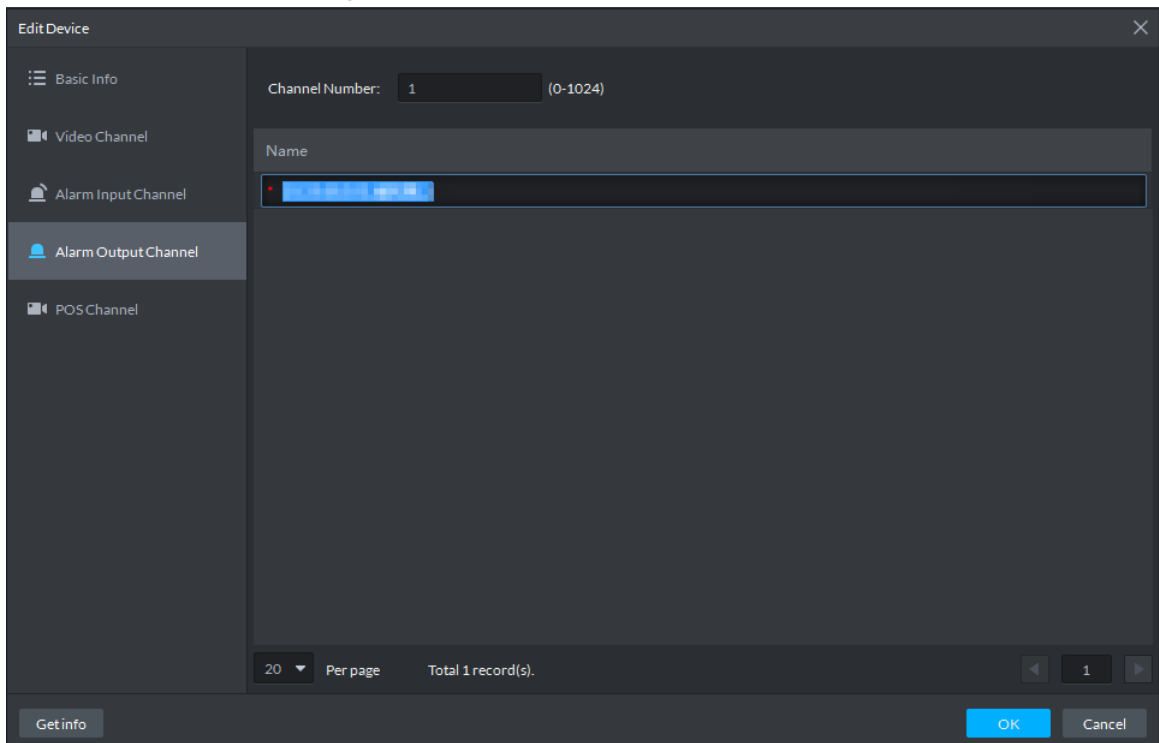 Edit Device
Basic Info
Video Channel
Alarm Input Channel
Alarm Output Channel
POS Channel
Channel Number: 1 (0-1024)
Name
*
20 Per page Total 1 record(s). 1
Get info OK Cancel